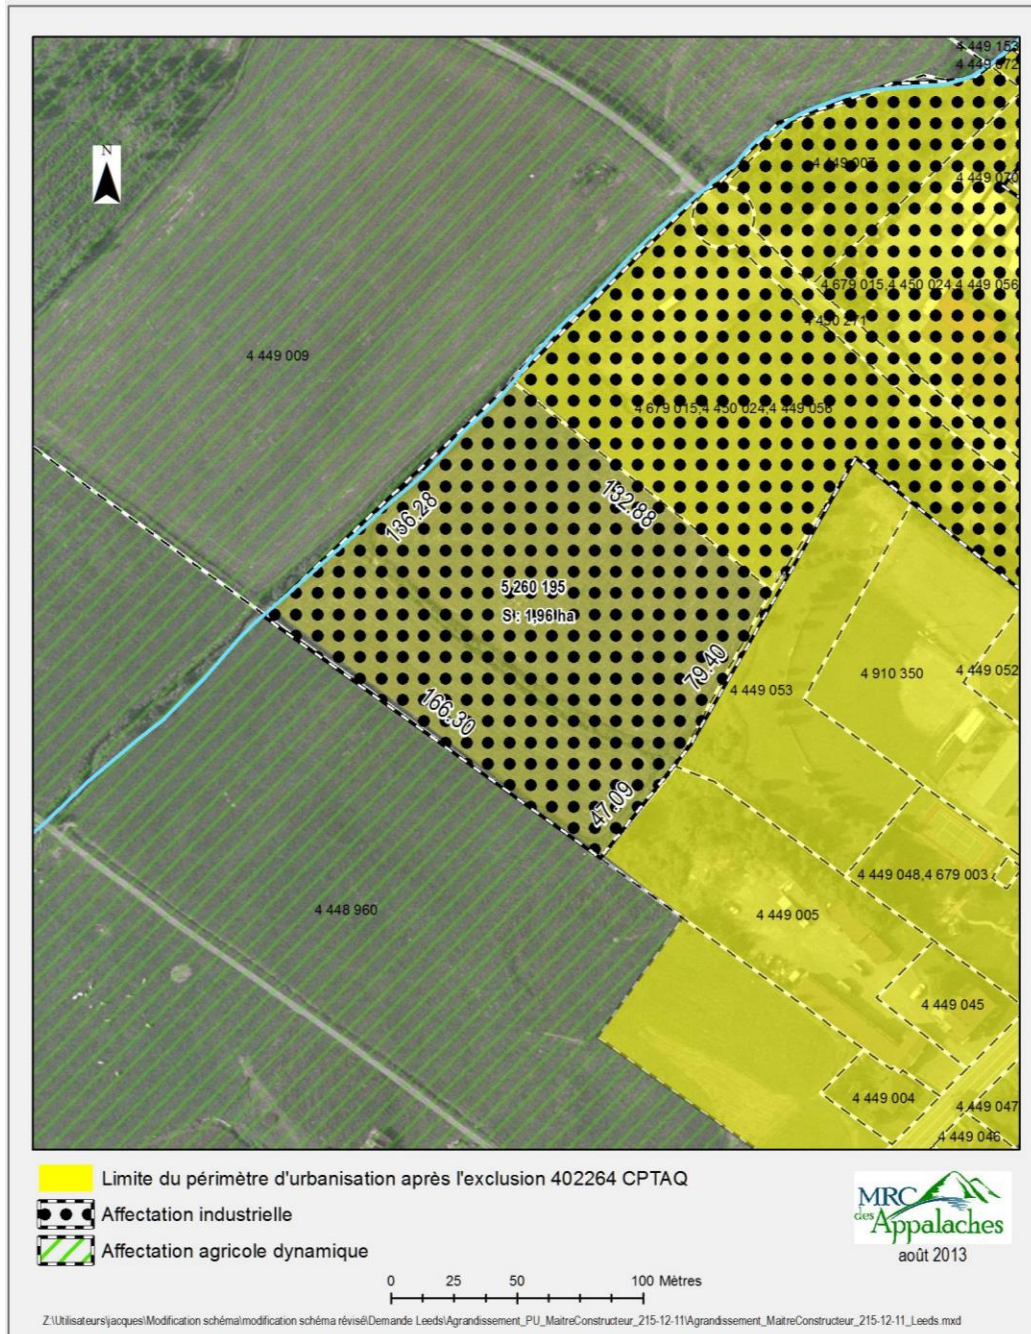 4 449 153
4 449 072
N
4 449 007
4 449 070
4 679 015,4 450 024,4 449 056
4 450 271
4 449 009
4 679 015,4 450 024,4 449 056
136.28
132.88
5 260 195
S : 1,96 ha
79.40
4 449 053
4 910 350
4 449 052
166.30
47.09
4 449 048,4 679 003
4 448 960
4 449 005
4 449 045
4 449 004
4 449 047
4 449 046
Limite du périmètre d'urbanisation après l'exclusion 402264 CPTAQ
Affectation industrielle
Affectation agricole dynamique
MRC
des Appalaches
août 2013
0 25 50 100 Mètres
Z:\Utilisateurs\jacques\Modification schéma\modification schéma révisé\Demande Leeds\Agrandissement_PU_MaitreConstructeur_215-12-11\Agrandissement_MaitreConstructeur_215-12-11_Leeds.mxd